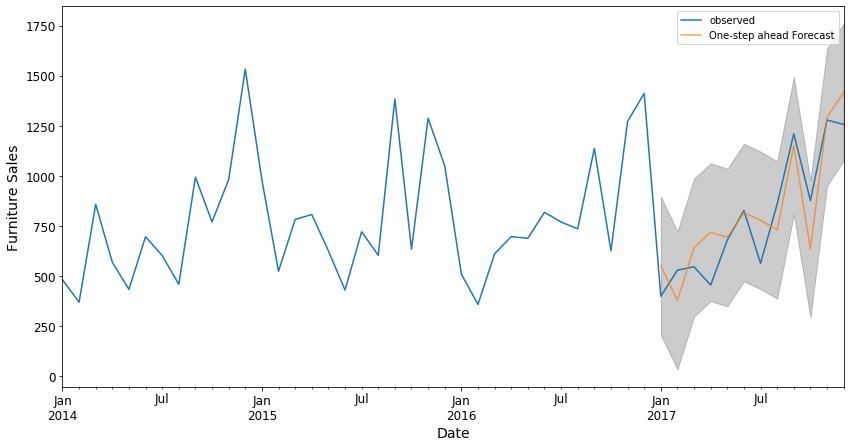 observed
One-step ahead Forecast
1750
1500
1250
1000
750
500
250
0
Furniture Sales
Jan Jul Jan Jul Jan Jul Jan Jul
2014 2015 2016 2017
Date